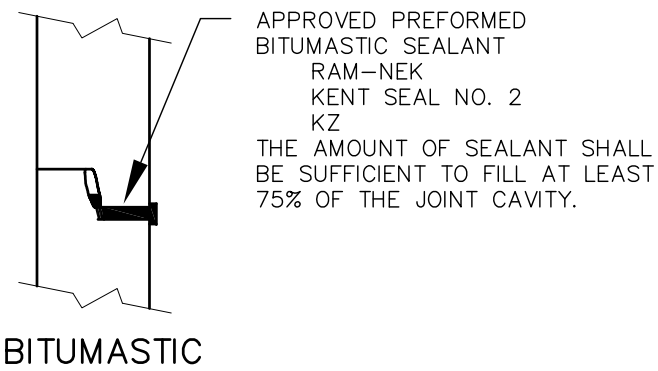 APPROVED PREFORMED
BITUMASTIC SEALANT
RAM-NEK
KENT SEAL NO. 2
KZ
THE AMOUNT OF SEALANT SHALL
BE SUFFICIENT TO FILL AT LEAST
75% OF THE JOINT CAVITY.
BITUMASTIC